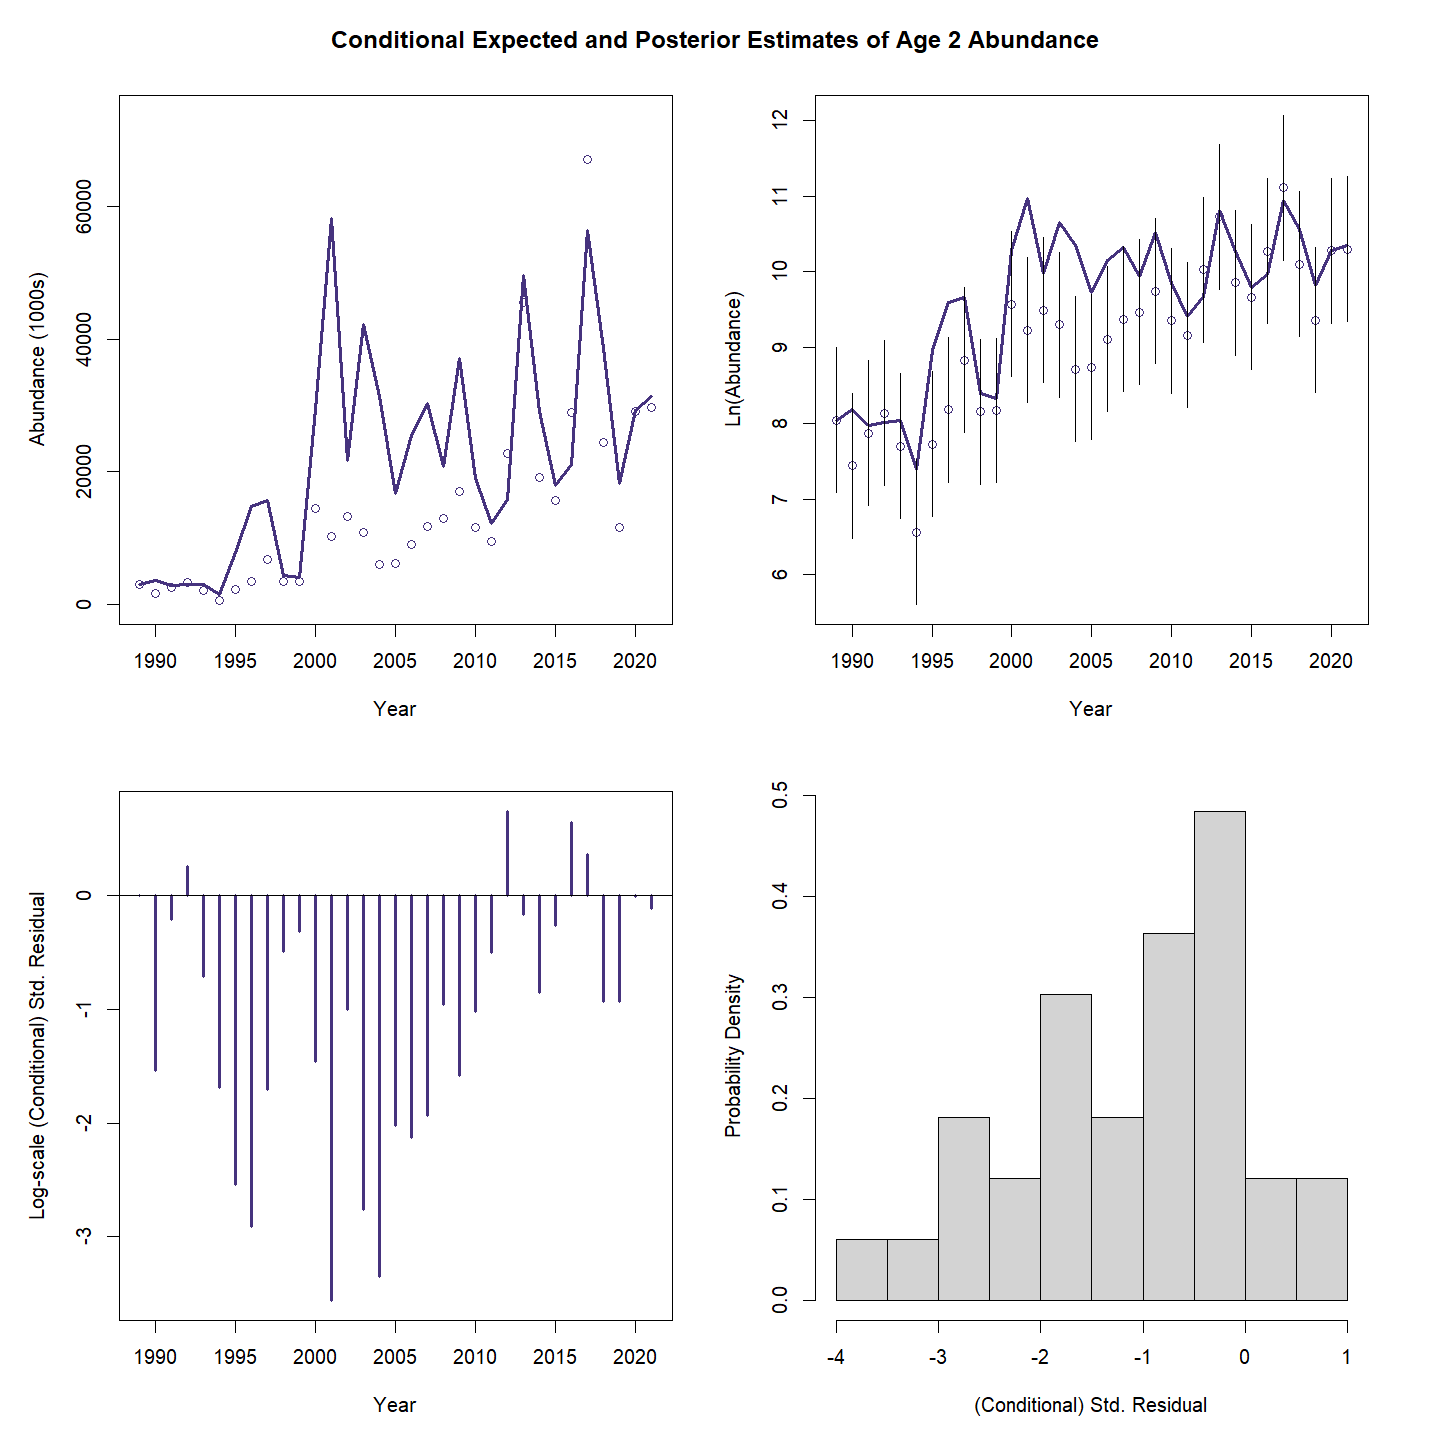 Conditional Expected and Posterior Estimates of Age 2 Abundance
Abundance (1000s)
0 20000 40000 60000
1990 1995 2000 2005 2010 2015 2020
Year
Ln(Abundance)
6 7 8 9 10 11 12
1990 1995 2000 2005 2010 2015 2020
Year
Log-scale (Conditional) Std. Residual
-3 -2 -1 0
1990 1995 2000 2005 2010 2015 2020
Year
Probability Density
0.0 0.1 0.2 0.3 0.4 0.5
-4 -3 -2 -1 0 1
(Conditional) Std. Residual